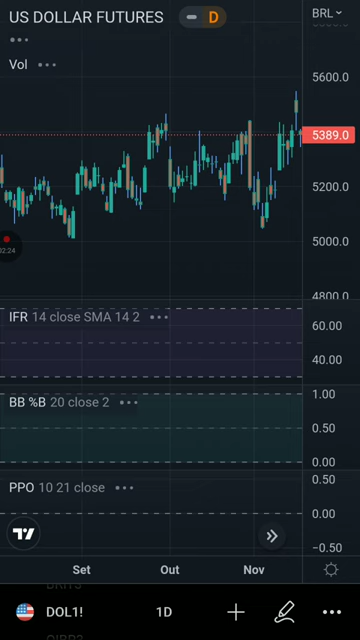 US DOLLAR FUTURES
D
BRL
Vol
5600.0
5389.0
5200.0
5000.0
4800.0
02:24
IFR 14 close SMA 14 2
60.00
40.00
BB %B 20 close 2
1.00
0.50
0.00
PPO 10 21 close
0.50
0.00
−0.50
Set Out Nov
DOL1! 1D